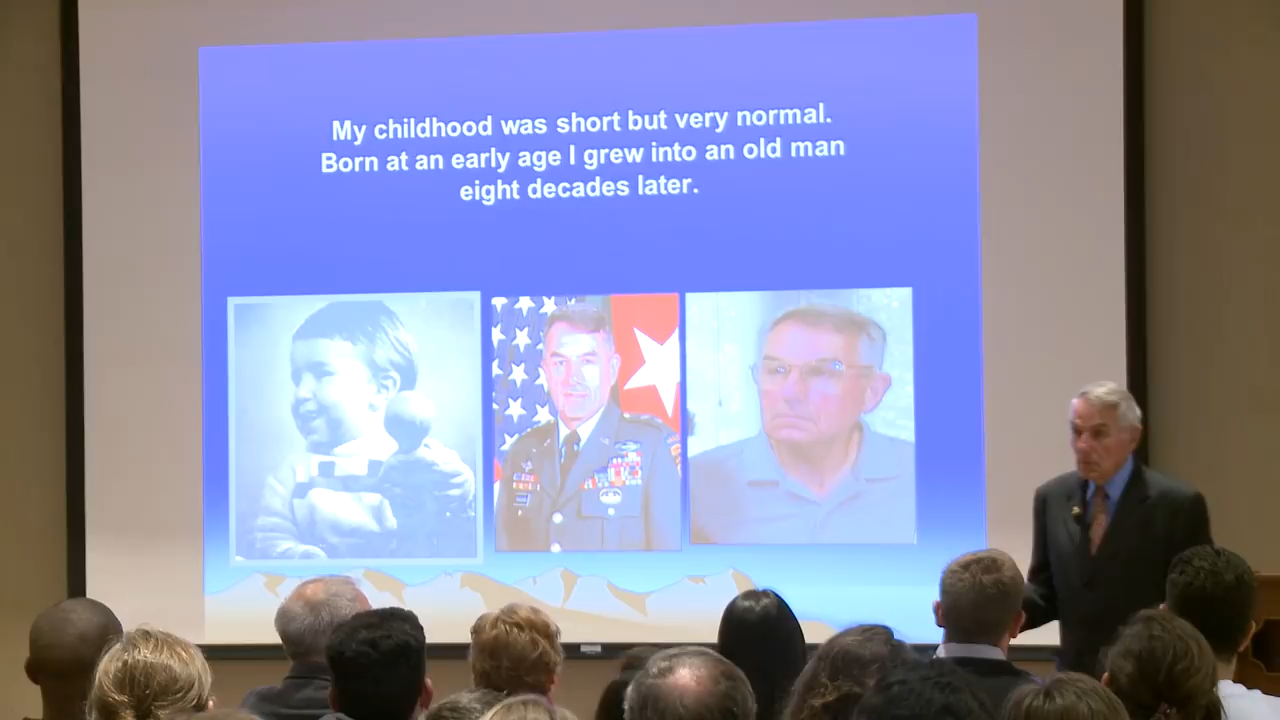 My childhood was short but very normal.
Born at an early age I grew into an old man
eight decades later.